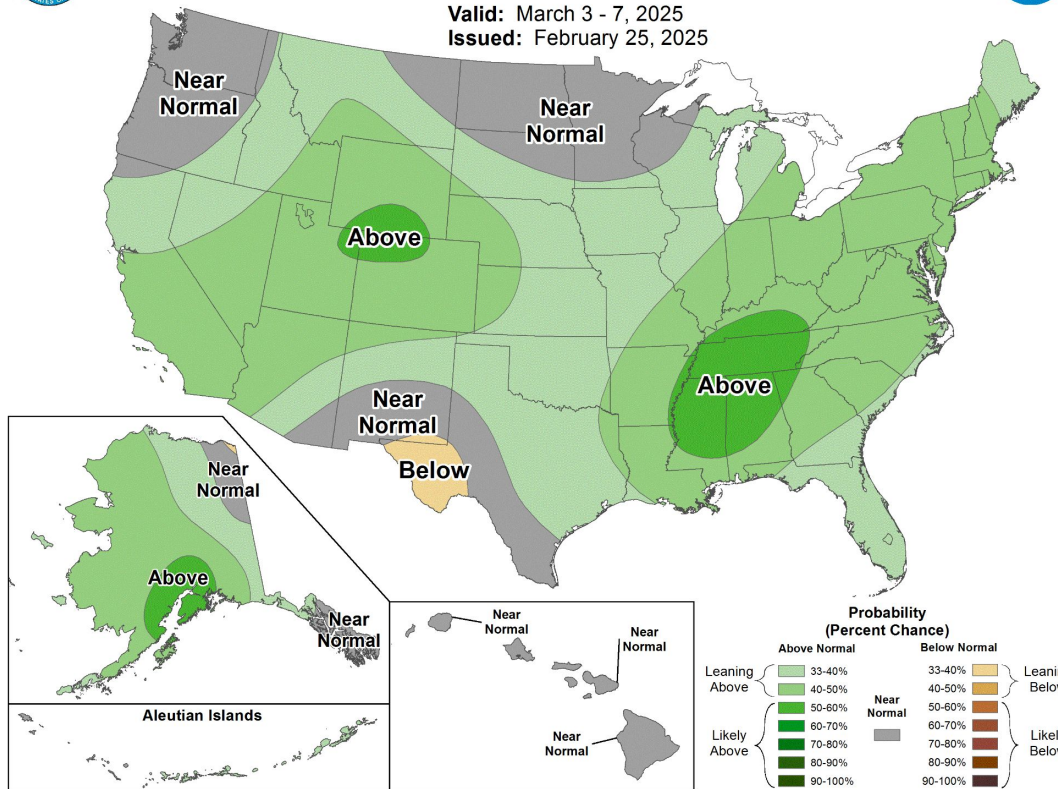 Valid: March 3 - 7, 2025
Issued: February 25, 2025
Near
Normal
Near
Normal
Above
Above
Near
Normal
Below
Near
Normal
Above
Near
Normal
Aleutian Islands
Near
Normal
Near
Normal
Near
Normal
Probability
(Percent Chance)
Above Normal
Below Normal
Leaning
Above
33-40%
40-50%
Likely
Above
50-60%
60-70%
70-80%
80-90%
90-100%
Near
Normal
33-40%
40-50%
50-60%
60-70%
70-80%
80-90%
90-100%
Below
Below